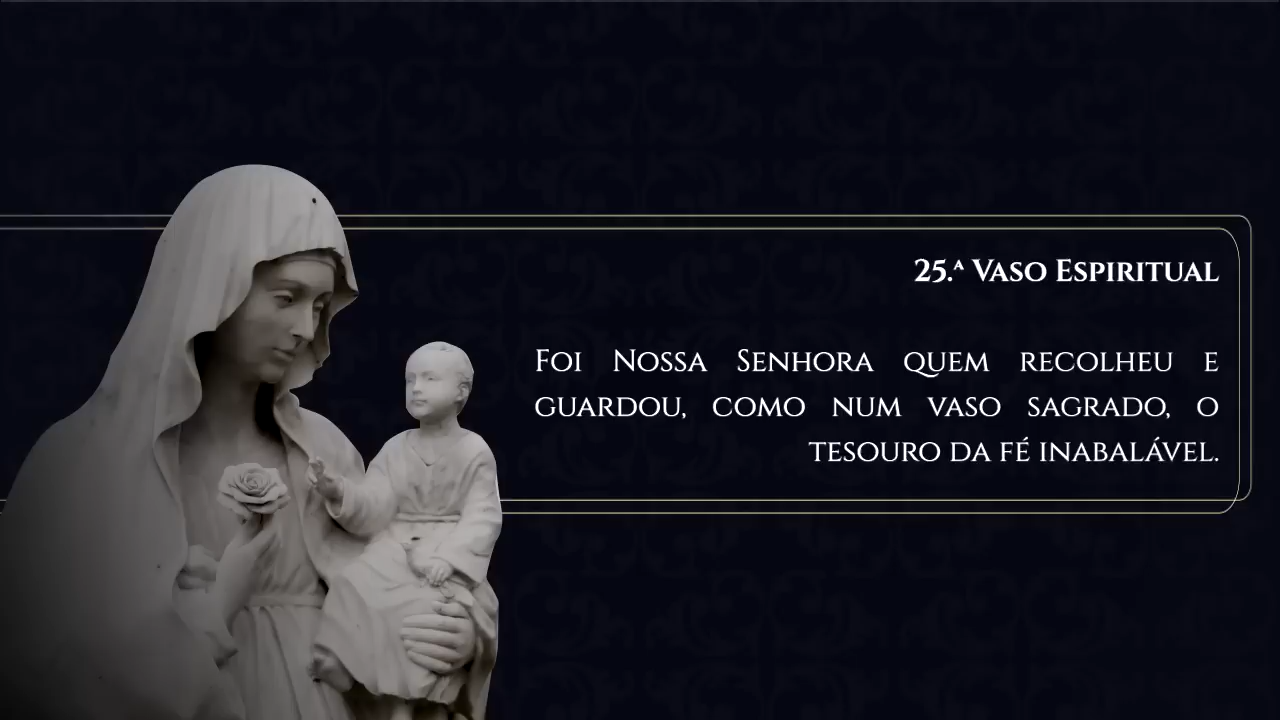 25.ª Vaso Espiritual
Foi Nossa Senhora quem recolheu e
guardou, como num vaso sagrado, o
tesouro da fé inabalável.